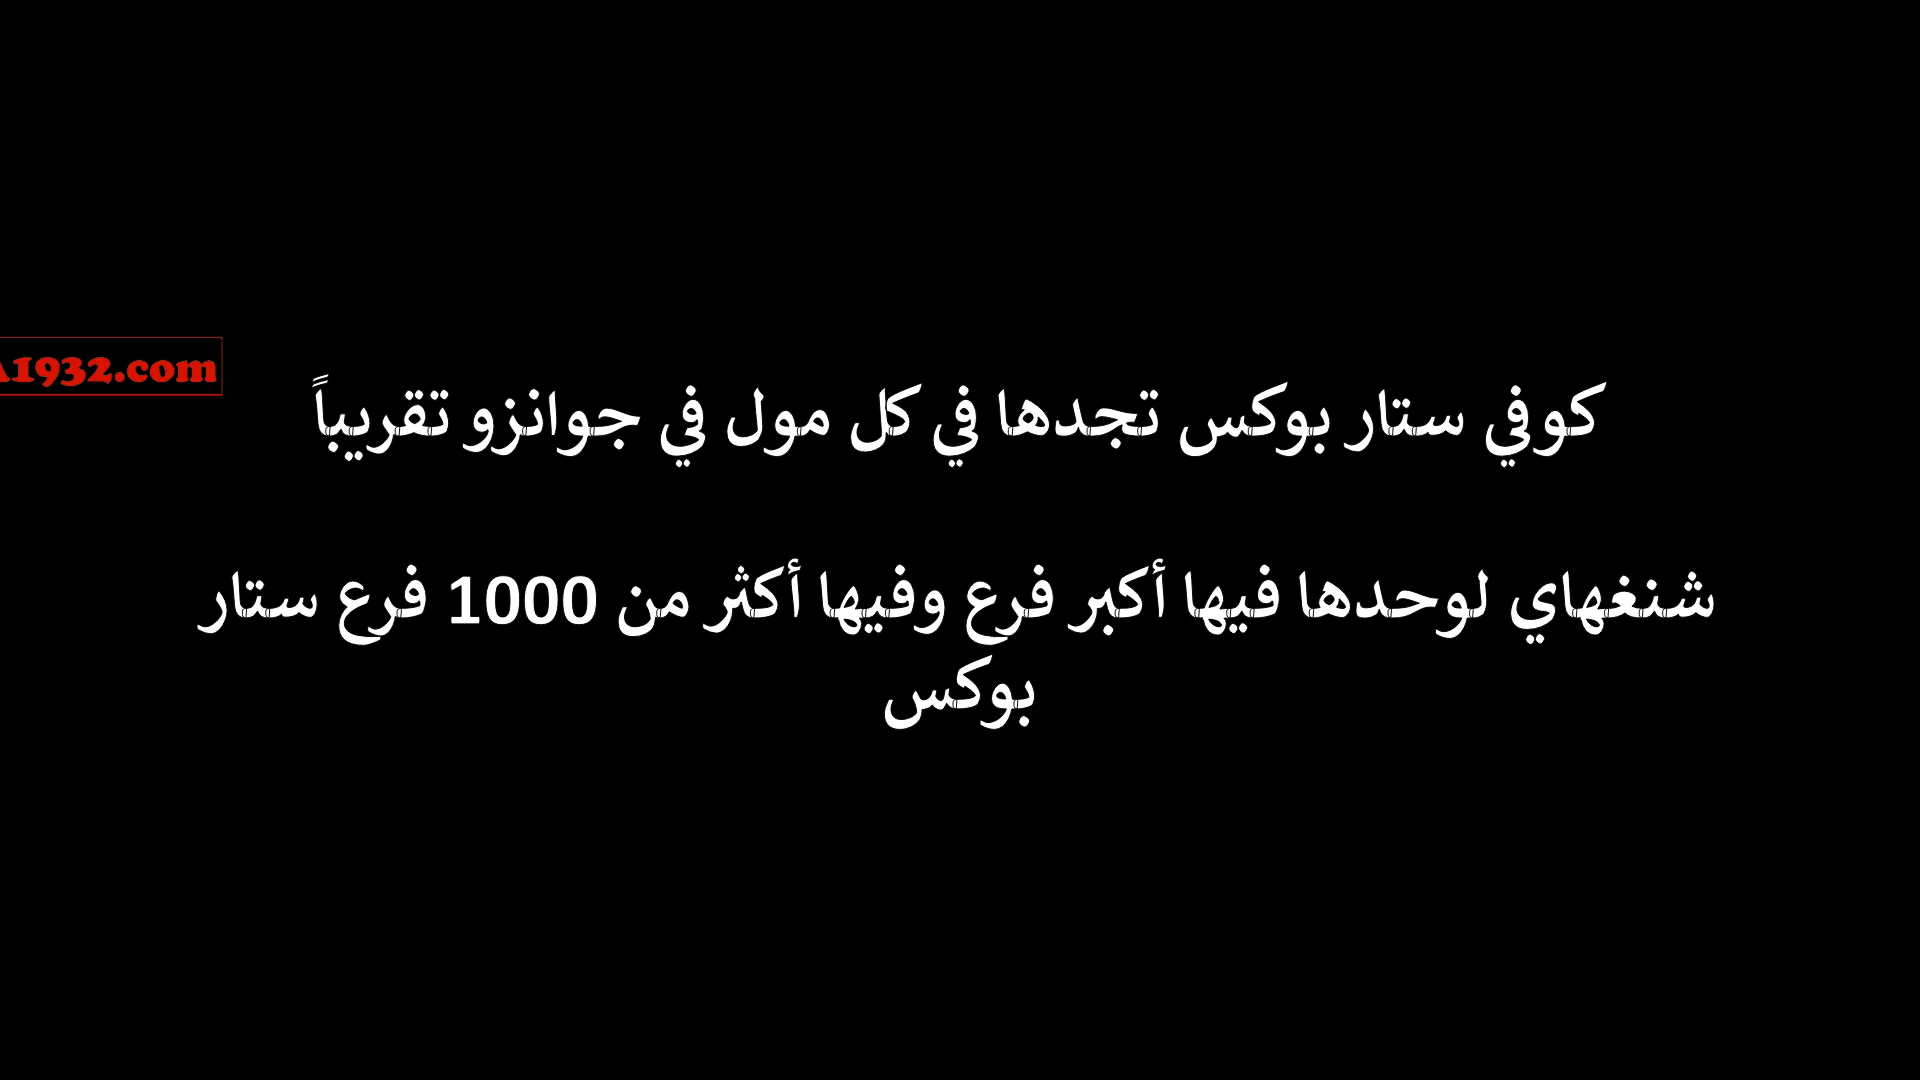 A1932.com
كوفي ستار بوكس تجدها في كل مول في جوانزو تقريباً
شنغهاي لوحدها فيها أكبر فرع وفيها أكثر من 1000 فرع ستار
بوكس